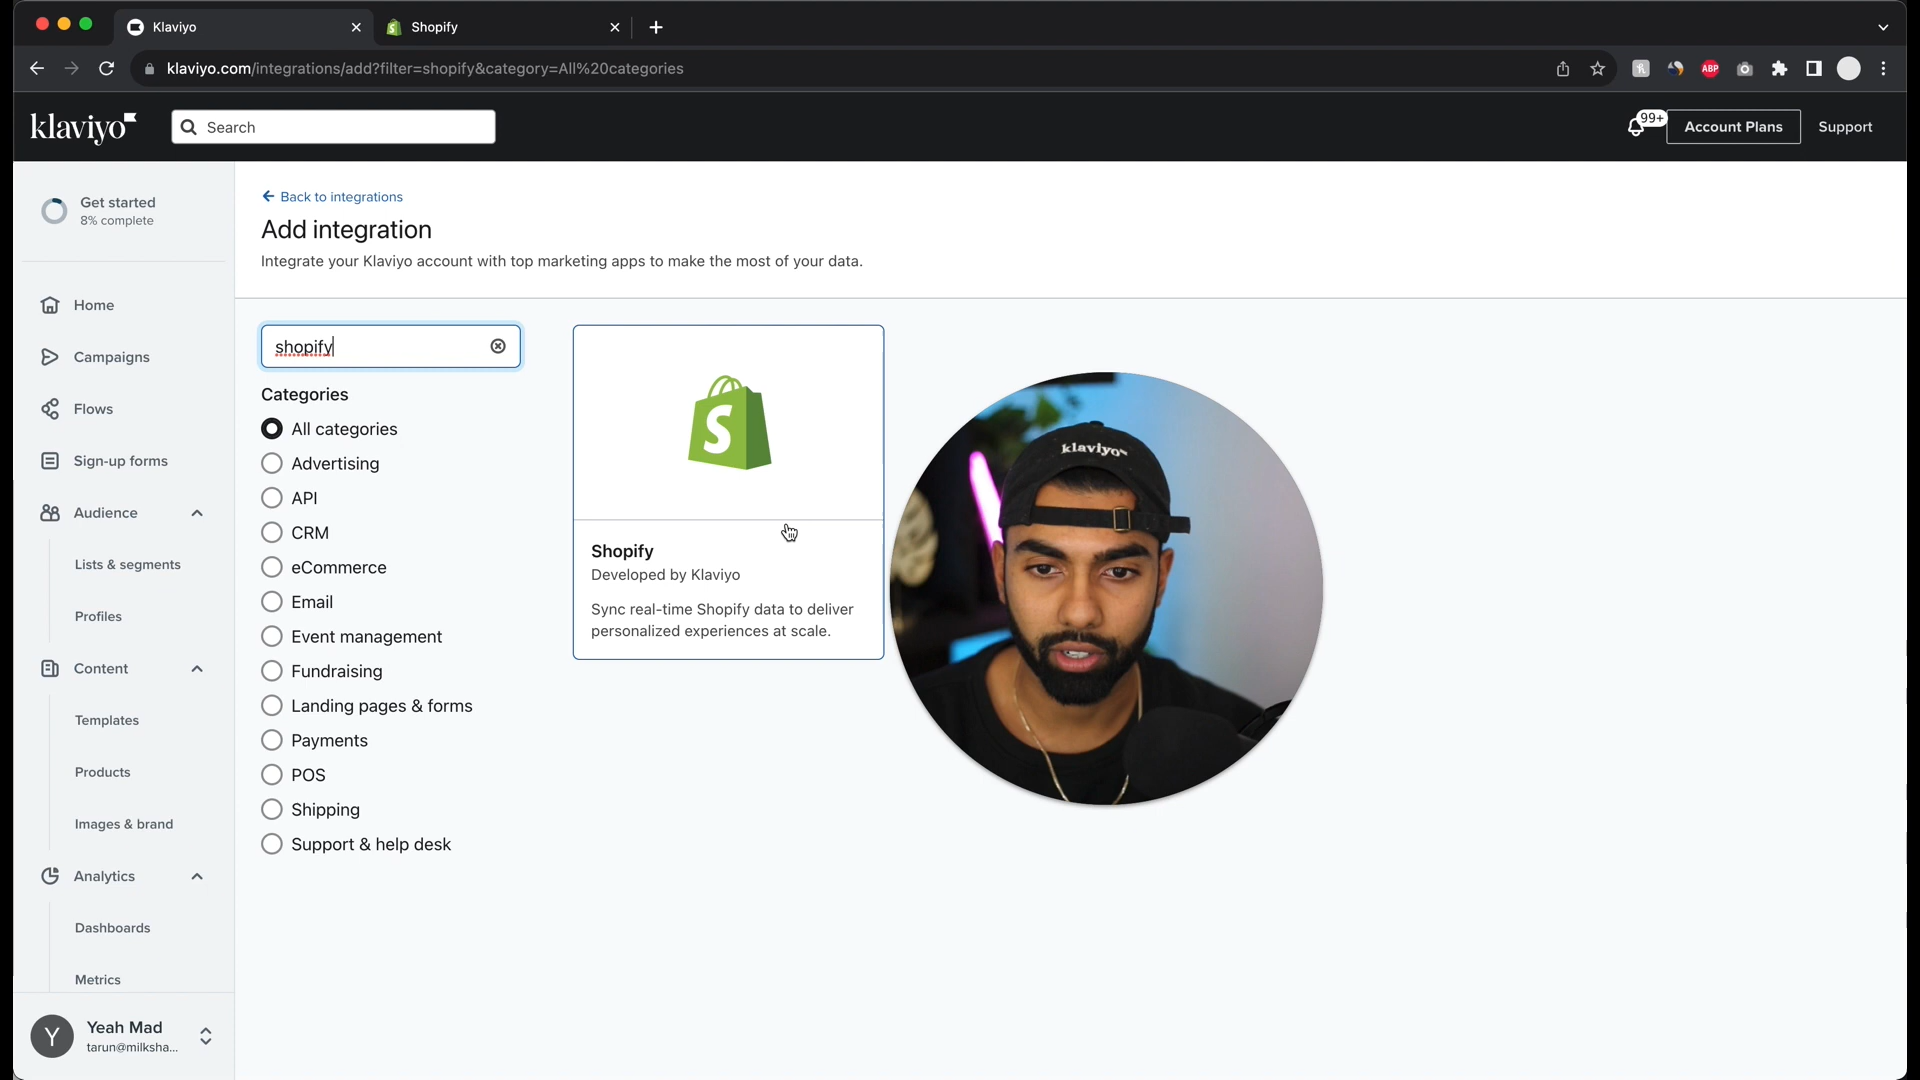 Klaviyo
Shopify
klaviyo.com/integrations/add?filter=shopify&category=All%20categories
ABP
klaviyo
Search
99+
Account Plans
Support
Get started
8% complete
Home
Campaigns
Flows
Sign-up forms
Audience
Lists & segments
Profiles
Content
Templates
Products
Images & brand
Analytics
Dashboards
Metrics
Y
Yeah Mad
tarun@milksha...
Back to integrations
Add integration
Integrate your Klaviyo account with top marketing apps to make the most of your data.
shopify
Categories
All categories
Advertising
API
CRM
eCommerce
Email
Event management
Fundraising
Landing pages & forms
Payments
POS
Shipping
Support & help desk
S
Shopify
Developed by Klaviyo
Sync real-time Shopify data to deliver
personalized experiences at scale.
klaviyo